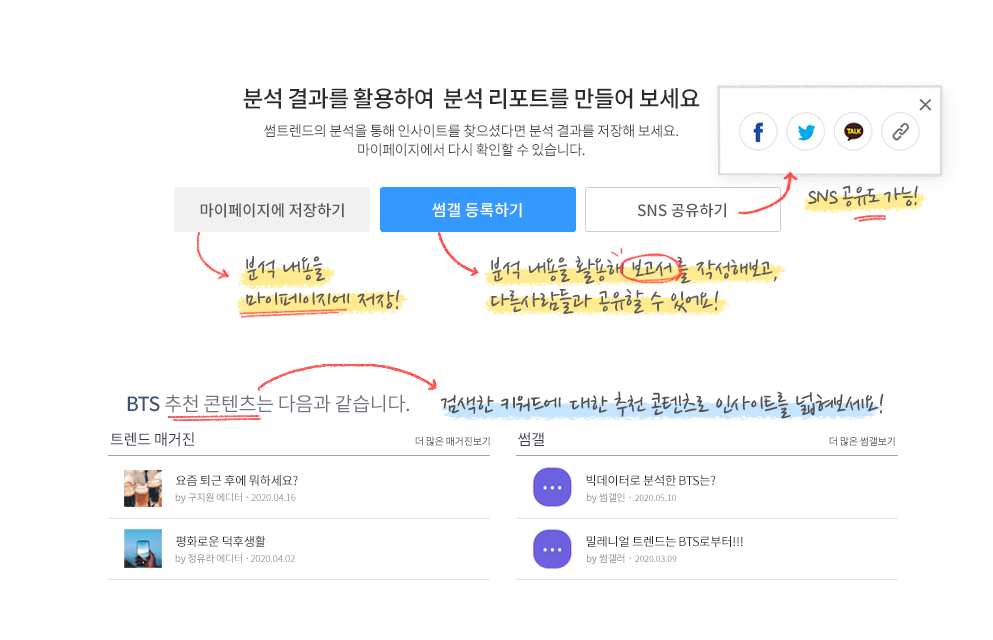 분석 결과를 활용하여 분석 리포트를 만들어 보세요
썸트렌드의 분석을 통해 인사이트를 찾으셨다면 분석 결과를 저장해 보세요.
마이페이지에서 다시 확인할 수 있습니다.
TALK
마이페이지에 저장하기
썸갤 등록하기
SNS 공유하기
SNS 공유도 가능!
분석 내용을
마이페이지에 저장!
분석 내용을 활용해 보고서를 작성해보고,
다른사람들과 공유할 수 있어요!
BTS 추천 콘텐츠는 다음과 같습니다.
검색한 키워드에 대한 추천 콘텐츠로 인사이트를 넓혀보세요!
트렌드 매거진
더 많은 매거진보기
요즘 퇴근 후에 뭐하세요?
by 구지원 에디터 · 2020.04.16
평화로운 덕후생활
by 정유라 에디터 · 2020.04.02
썸갤
더 많은 썸갤보기
빅데이터로 분석한 BTS는?
by 썸갤인 · 2020.05.10
밀레니얼 트렌드는 BTS로부터!!!
by 썸갤러 · 2020.03.09